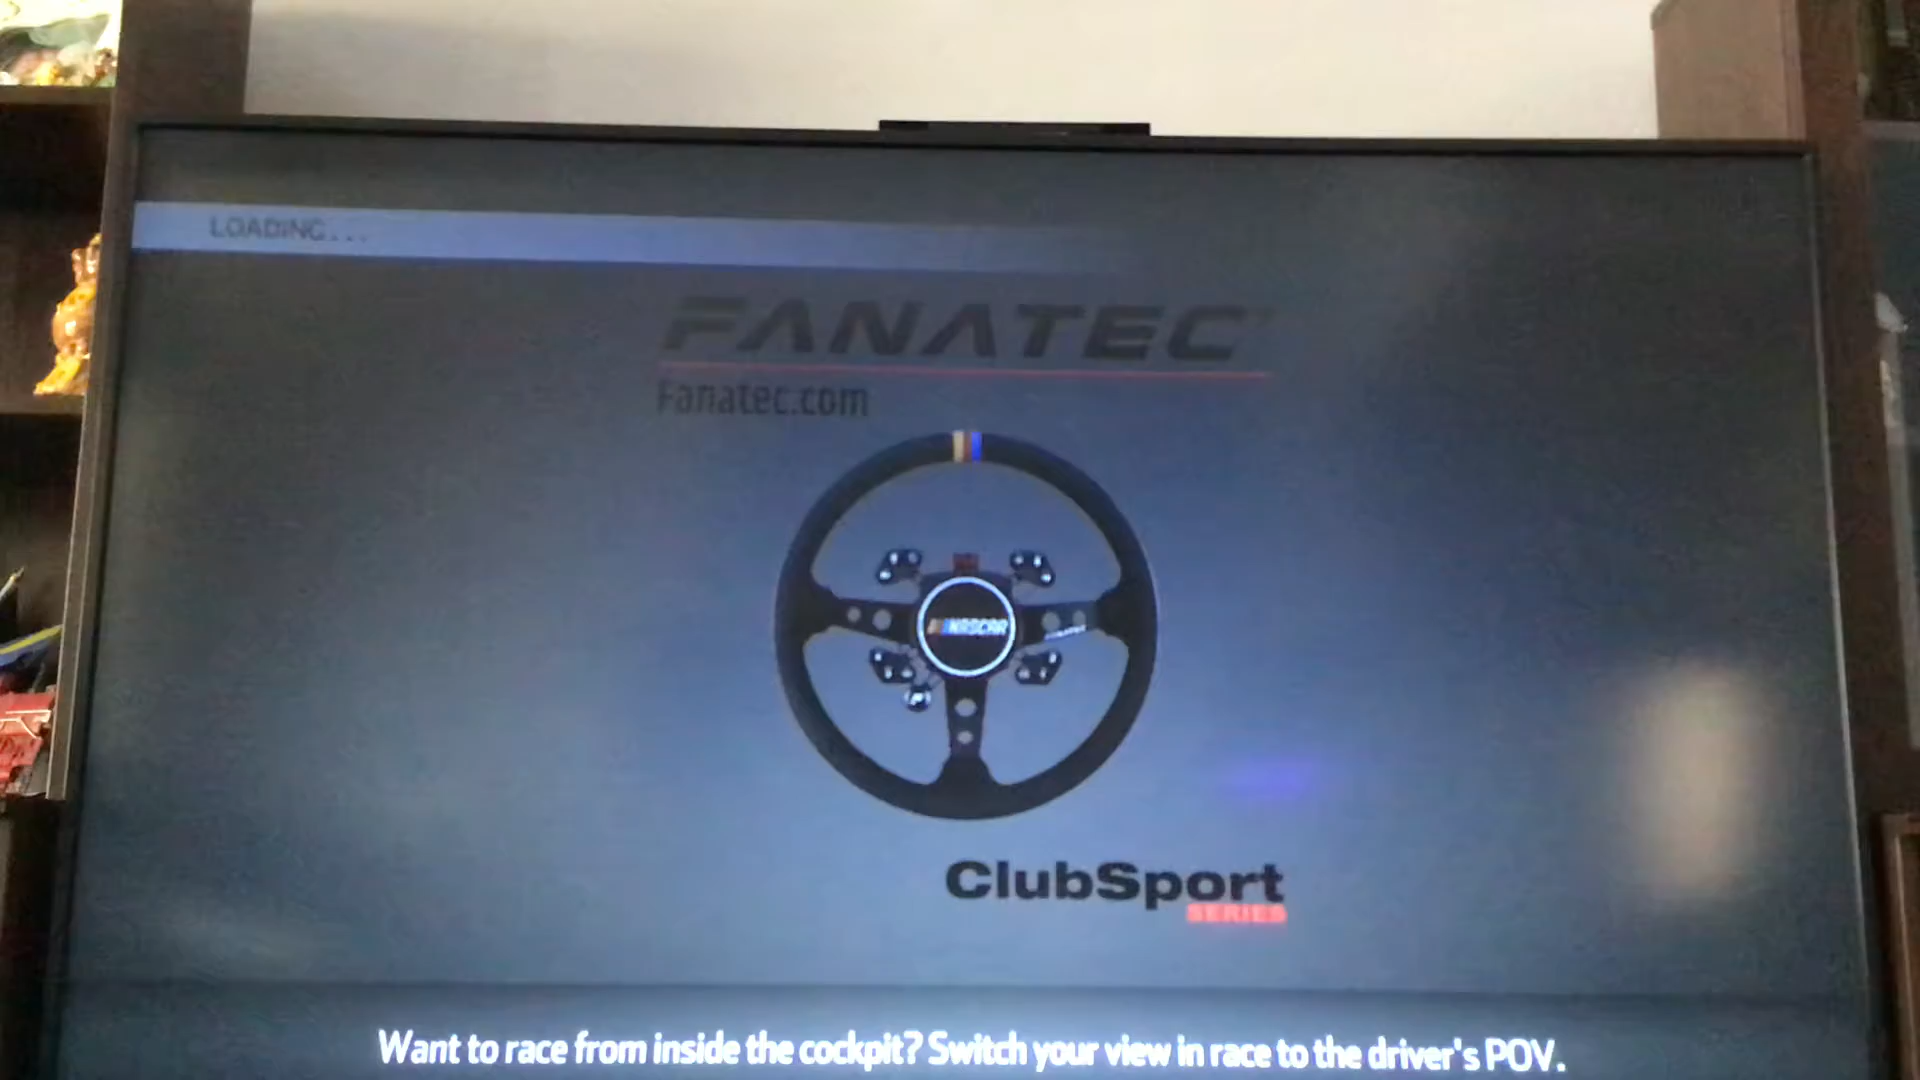 LOADING...
FANATEC
Fanatec.com
NASCAR
ClubSport
SERIES
Want to race from inside the cockpit? Switch your view in race to the driver's POV.